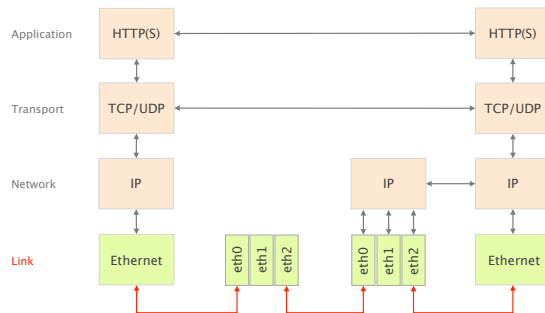 Application
HTTP(S)
HTTP(S)
Transport
TCP/UDP
TCP/UDP
Network
IP
IP
IP
Link
Ethernet
eth0
eth1
eth2
eth0
eth1
eth2
Ethernet